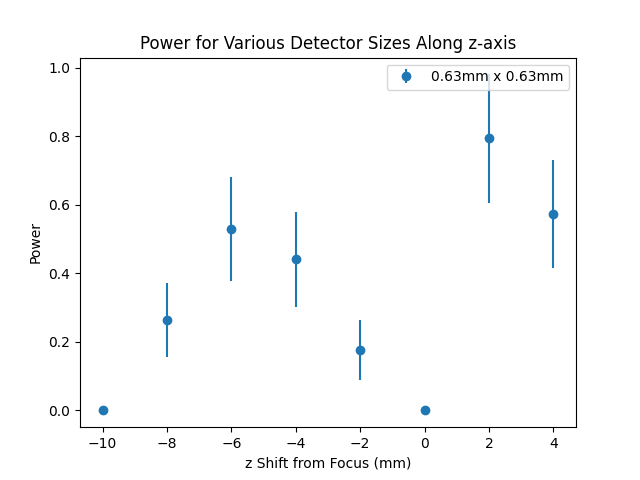 Power for Various Detector Sizes Along z-axis
0.63mm x 0.63mm
1.0
0.8
0.6
0.4
0.2
0.0
Power
−10 −8 −6 −4 −2 0 2 4
z Shift from Focus (mm)